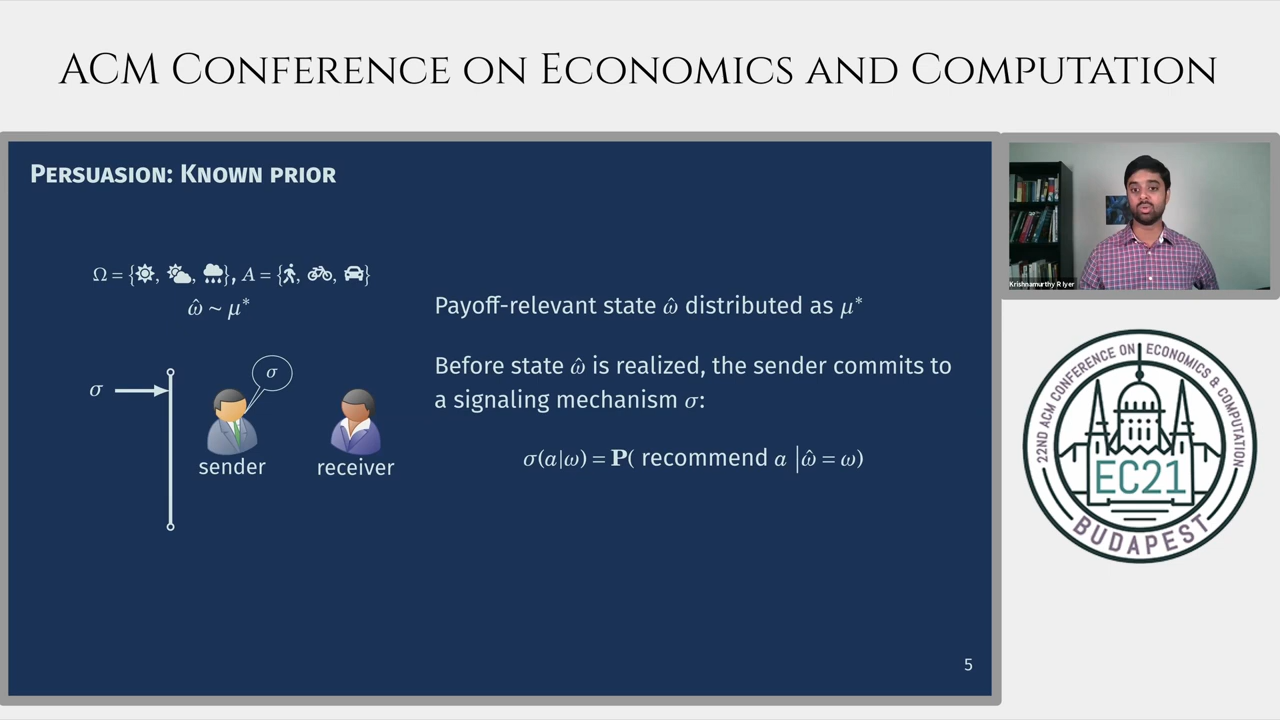 ACM Conference on Economics and Computation
Persuasion: Known prior
Ω = { , , }, A = { , , }
ω̂ ~ μ*
Payoff-relevant state ω̂ distributed as μ*
Before state ω̂ is realized, the sender commits to
a signaling mechanism σ:
σ(a|ω) = P( recommend a | ω̂ = ω)
σ
σ
sender
receiver
5
Krishnamurthy R Iyer
22ND ACM CONFERENCE ON ECONOMICS & COMPUTATION
EC21
BUDAPEST